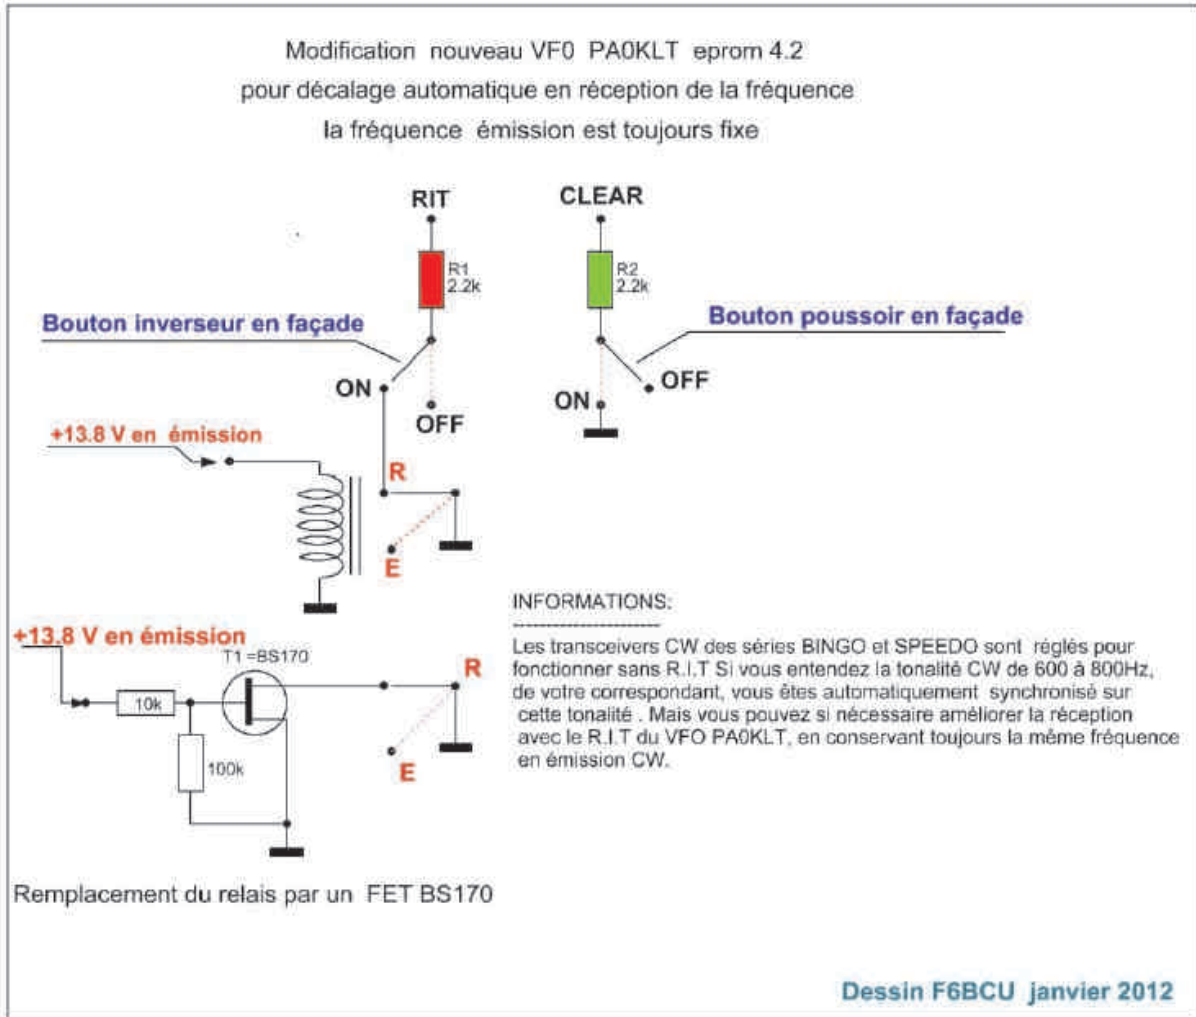 Modification nouveau VF0 PA0KLT eprom 4.2
pour décalage automatique en réception de la fréquence
la fréquence émission est toujours fixe
RIT
CLEAR
R1
2.2k
R2
2.2k
Bouton inverseur en façade
Bouton poussoir en façade
ON
OFF
ON
OFF
+13.8 V en émission
R
E
INFORMATIONS:
----------------------
Les transceivers CW des séries BINGO et SPEEDO sont réglés pour
fonctionner sans R.I.T Si vous entendez la tonalité CW de 600 à 800Hz,
de votre correspondant, vous êtes automatiquement synchronisé sur
cette tonalité . Mais vous pouvez si nécessaire améliorer la réception
avec le R.I.T du VFO PA0KLT, en conservant toujours la même fréquence
en émission CW.
+13.8 V en émission
T1 =BS170
10k
100k
R
E
Remplacement du relais par un FET BS170
Dessin F6BCU janvier 2012